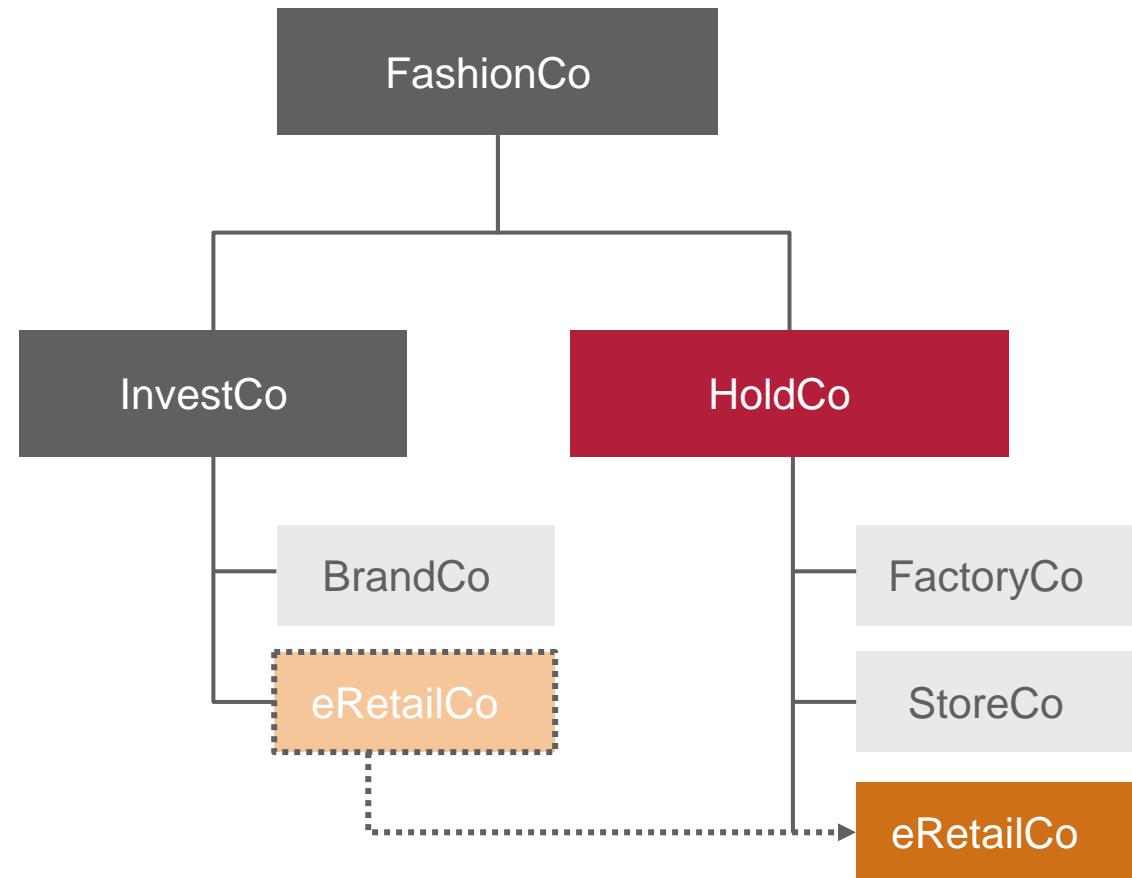 FashionCo
InvestCo
HoldCo
BrandCo
FactoryCo
eRetailCo
StoreCo
eRetailCo